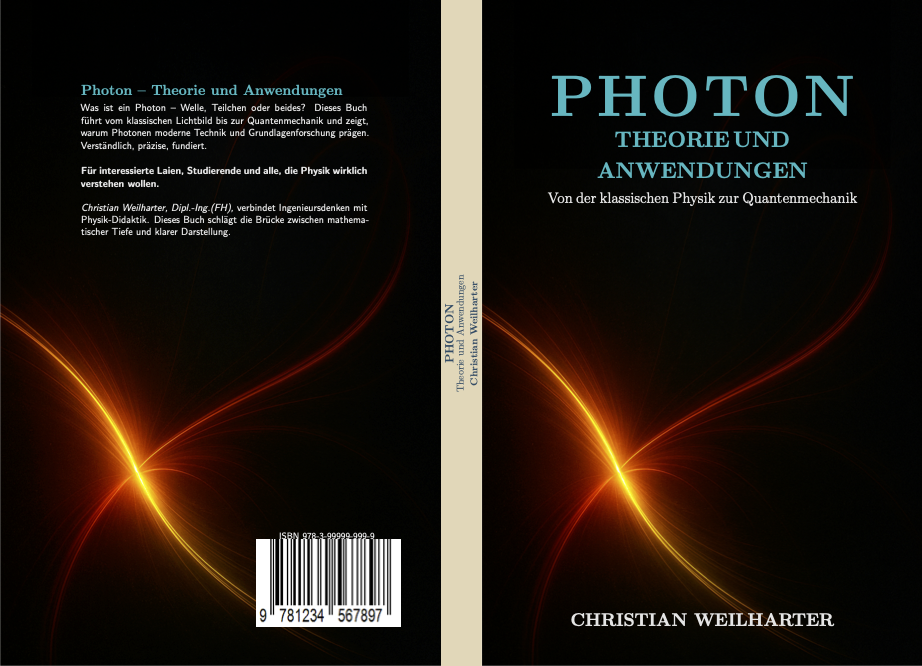 Photon – Theorie und Anwendungen
Was ist ein Photon – Welle, Teilchen oder beides? Dieses Buch
führt vom klassischen Lichtbild bis zur Quantenmechanik und zeigt,
warum Photonen moderne Technik und Grundlagenforschung prägen.
Verständlich, präzise, fundiert.
Für interessierte Laien, Studierende und alle, die Physik wirklich
verstehen wollen.
Christian Weilharter, Dipl.-Ing.(FH), verbindet Ingenieursdenken mit
Physik-Didaktik. Dieses Buch schlägt die Brücke zwischen mathema-
tischer Tiefe und klarer Darstellung.
ISBN 978-3-99999-999-9
9 781234 567897
PHOTON
Theorie und Anwendungen
Christian Weilharter
PHOTON
THEORIE UND
ANWENDUNGEN
Von der klassischen Physik zur Quantenmechanik
CHRISTIAN WEILHARTER